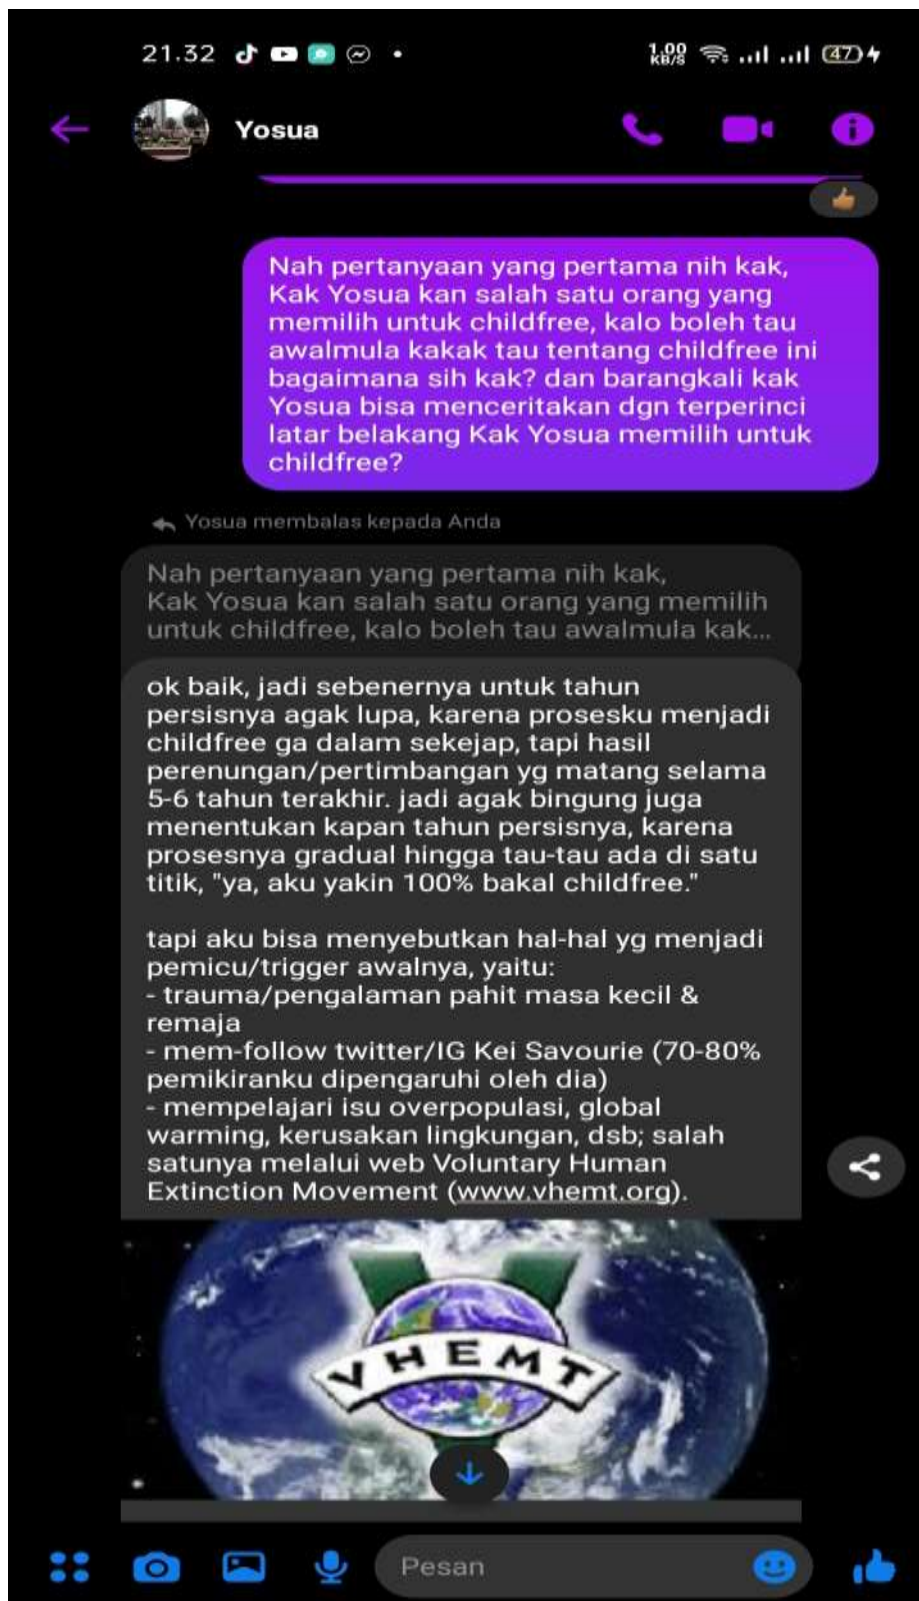 21.32
1.00
KB/S
47
Yosua
Nah pertanyaan yang pertama nih kak,
Kak Yosua kan salah satu orang yang
memilih untuk childfree, kalo boleh tau
awalmula kakak tau tentang childfree ini
bagaimana sih kak? dan barangkali kak
Yosua bisa menceritakan dgn terperinci
latar belakang Kak Yosua memilih untuk
childfree?
Yosua membalas kepada Anda
Nah pertanyaan yang pertama nih kak,
Kak Yosua kan salah satu orang yang memilih
untuk childfree, kalo boleh tau awalmula kak...
ok baik, jadi sebenernya untuk tahun
persisnya agak lupa, karena prosesku menjadi
childfree ga dalam sekejap, tapi hasil
perenungan/pertimbangan yg matang selama
5-6 tahun terakhir. jadi agak bingung juga
menentukan kapan tahun persisnya, karena
prosesnya gradual hingga tau-tau ada di satu
titik, "ya, aku yakin 100% bakal childfree."
tapi aku bisa menyebutkan hal-hal yg menjadi
pemicu/trigger awalnya, yaitu:
- trauma/pengalaman pahit masa kecil &
remaja
- mem-follow twitter/IG Kei Savourie (70-80%
pemikiranku dipengaruhi oleh dia)
- mempelajari isu overpopulasi, global
warming, kerusakan lingkungan, dsb; salah
satunya melalui web Voluntary Human
Extinction Movement (www.vhemt.org).
VHEMT
Pesan